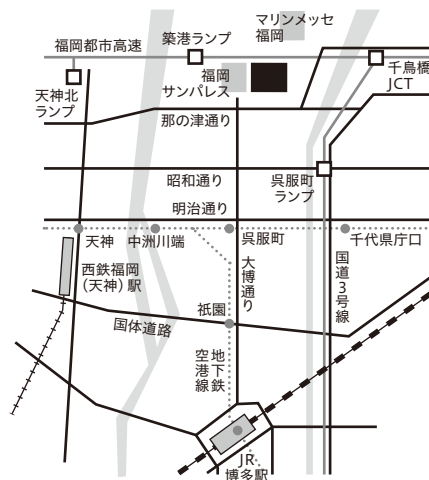 マリンメッセ
福岡
福岡都市高速
築港ランプ
千鳥橋
JCT
天神北
ランプ
福岡
サンパレス
那の津通り
昭和通り
呉服町
ランプ
明治通り
天神
中洲川端
呉服町
千代県庁口
西鉄福岡
（天神）駅
大博通り
国道3号線
祇園
国体道路
地下鉄
空港線
JR
博多駅